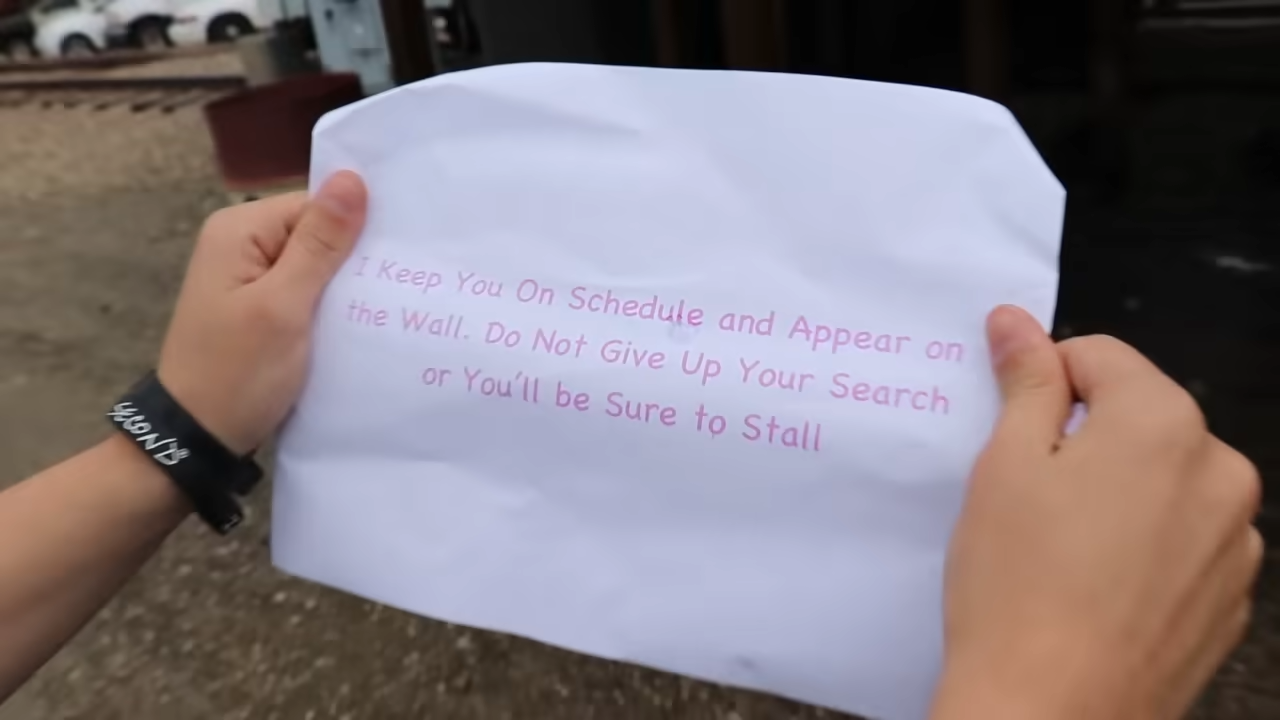 I Keep You On Schedule and Appear on
the Wall. Do Not Give Up Your Search
or You'll be Sure to Stall